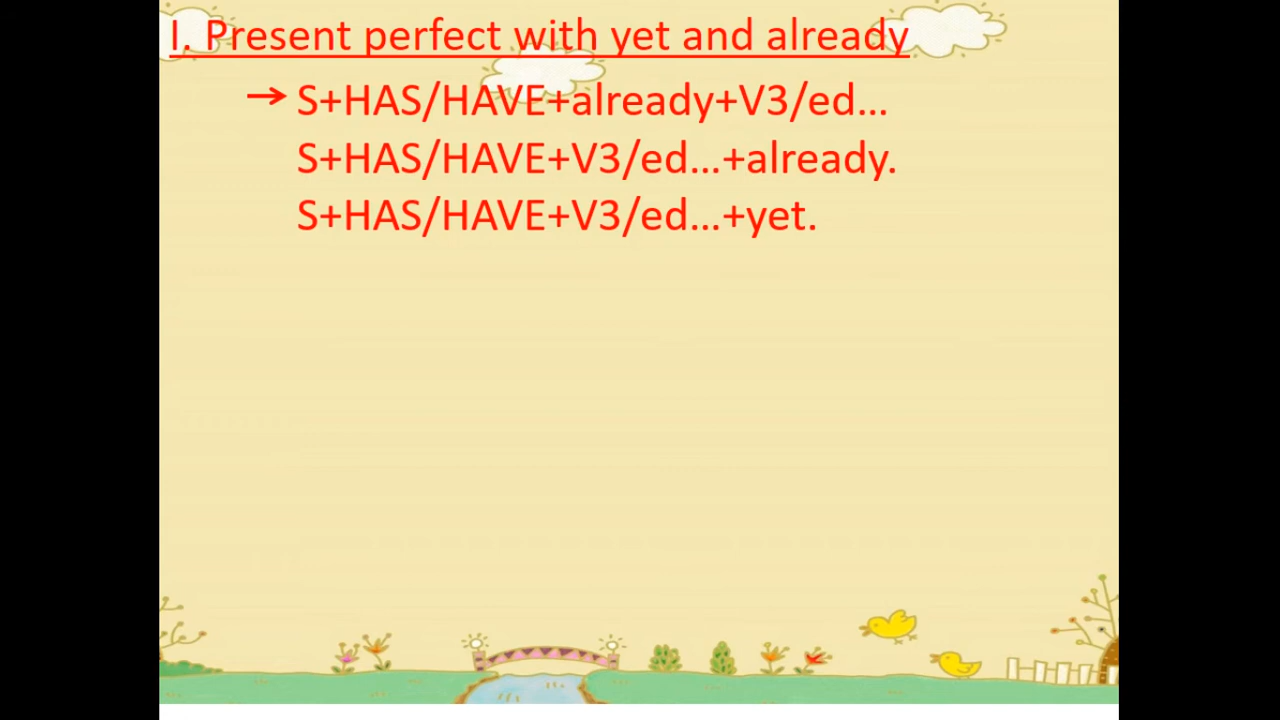 I. Present perfect with yet and already
→ S+HAS/HAVE+already+V3/ed...
S+HAS/HAVE+V3/ed...+already.
S+HAS/HAVE+V3/ed...+yet.